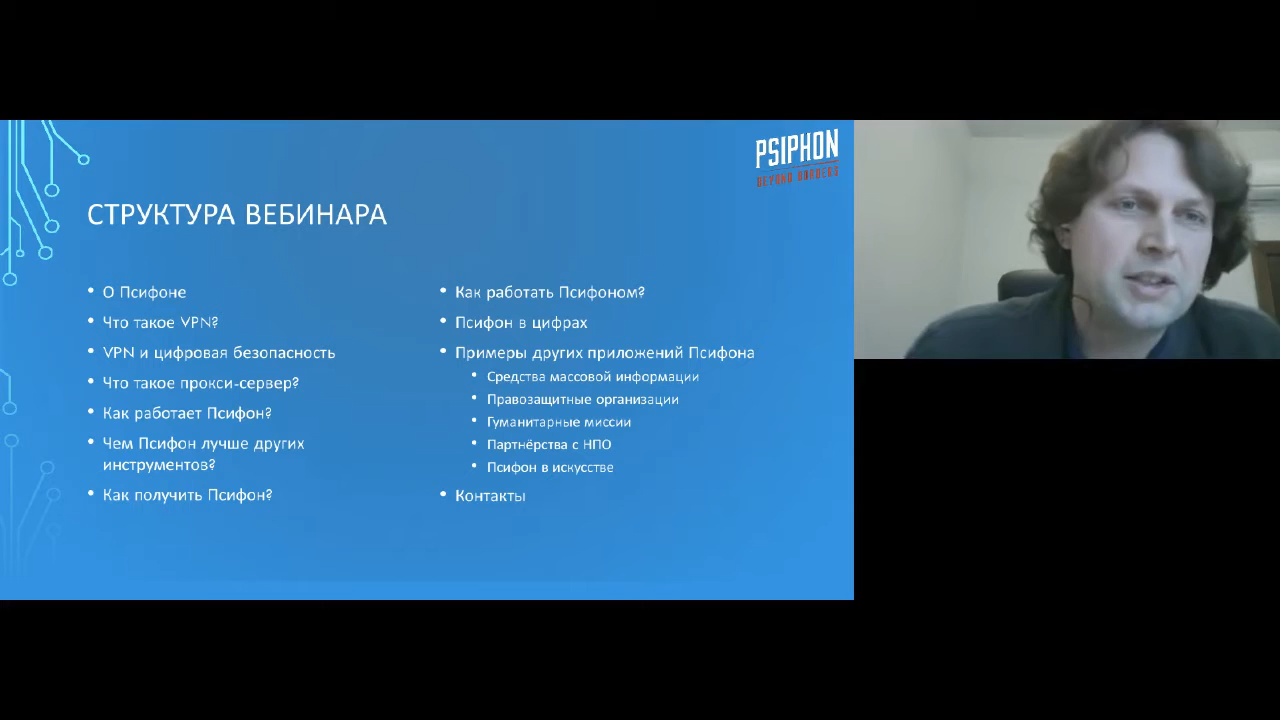 PSIPHON
BEYOND BORDERS
СТРУКТУРА ВЕБИНАРА
• О Псифоне
• Что такое VPN?
• VPN и цифровая безопасность
• Что такое прокси-сервер?
• Как работает Псифон?
• Чем Псифон лучше других
инструментов?
• Как получить Псифон?
• Как работать Псифоном?
• Псифон в цифрах
• Примеры других приложений Псифона
• Средства массовой информации
• Правозащитные организации
• Гуманитарные миссии
• Партнёрства с НПО
• Псифон в искусстве
• Контакты